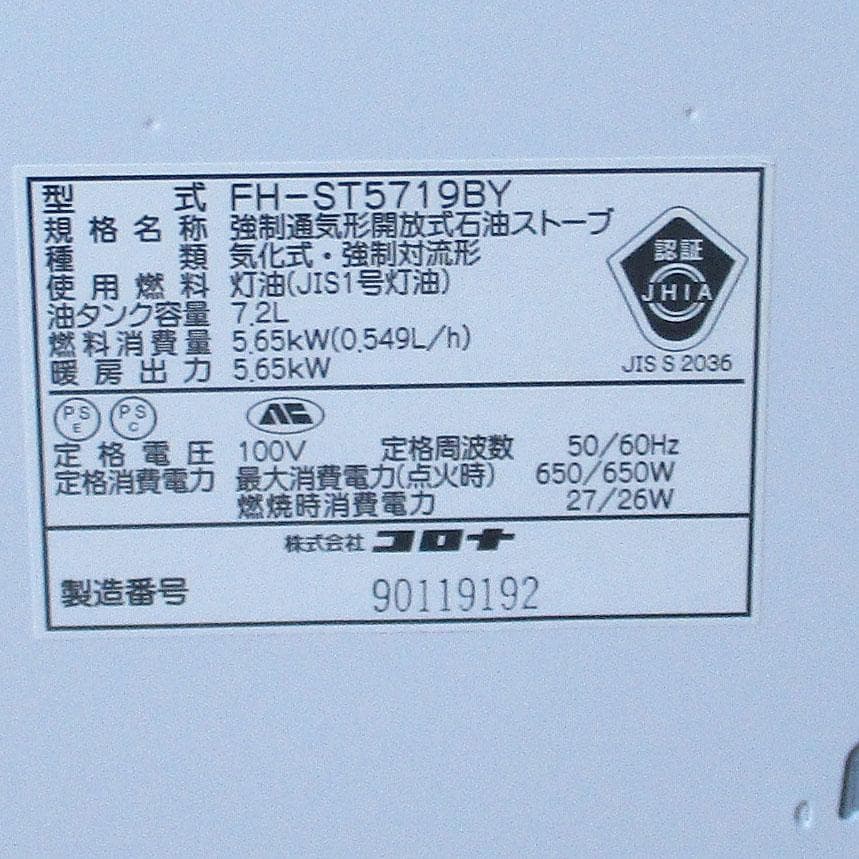 型式 FH-ST5719BY
規格名称 強制通気形開放式石油ストーブ
種類 気化式・強制対流形
使用燃料 灯油(JIS1号灯油)
油タンク容量 7.2L
燃料消費量 5.65kW(0.549L/h)
暖房出力 5.65kW
認証
JHIA
JIS S 2036
PS E PS C
定格電圧 100V 定格周波数 50/60Hz
定格消費電力 最大消費電力(点火時) 650/650W
燃焼時消費電力 27/26W
株式会社 コロナ
製造番号 90119192